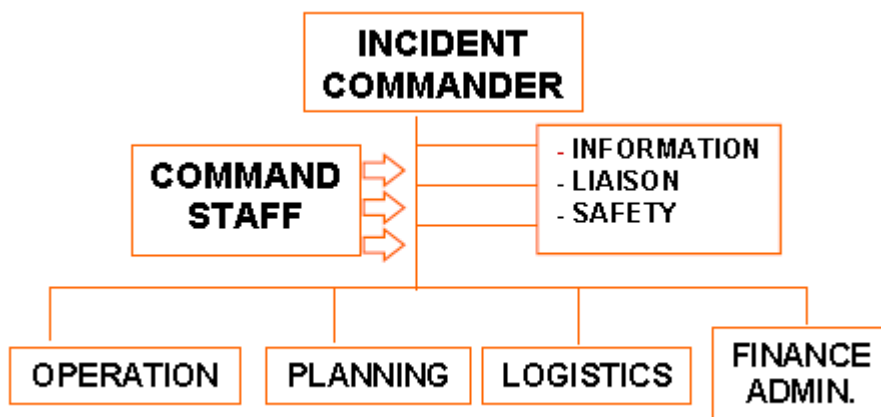 INCIDENT
COMMANDER
COMMAND
STAFF
- INFORMATION
- LIAISON
- SAFETY
OPERATION
PLANNING
LOGISTICS
FINANCE
ADMIN.